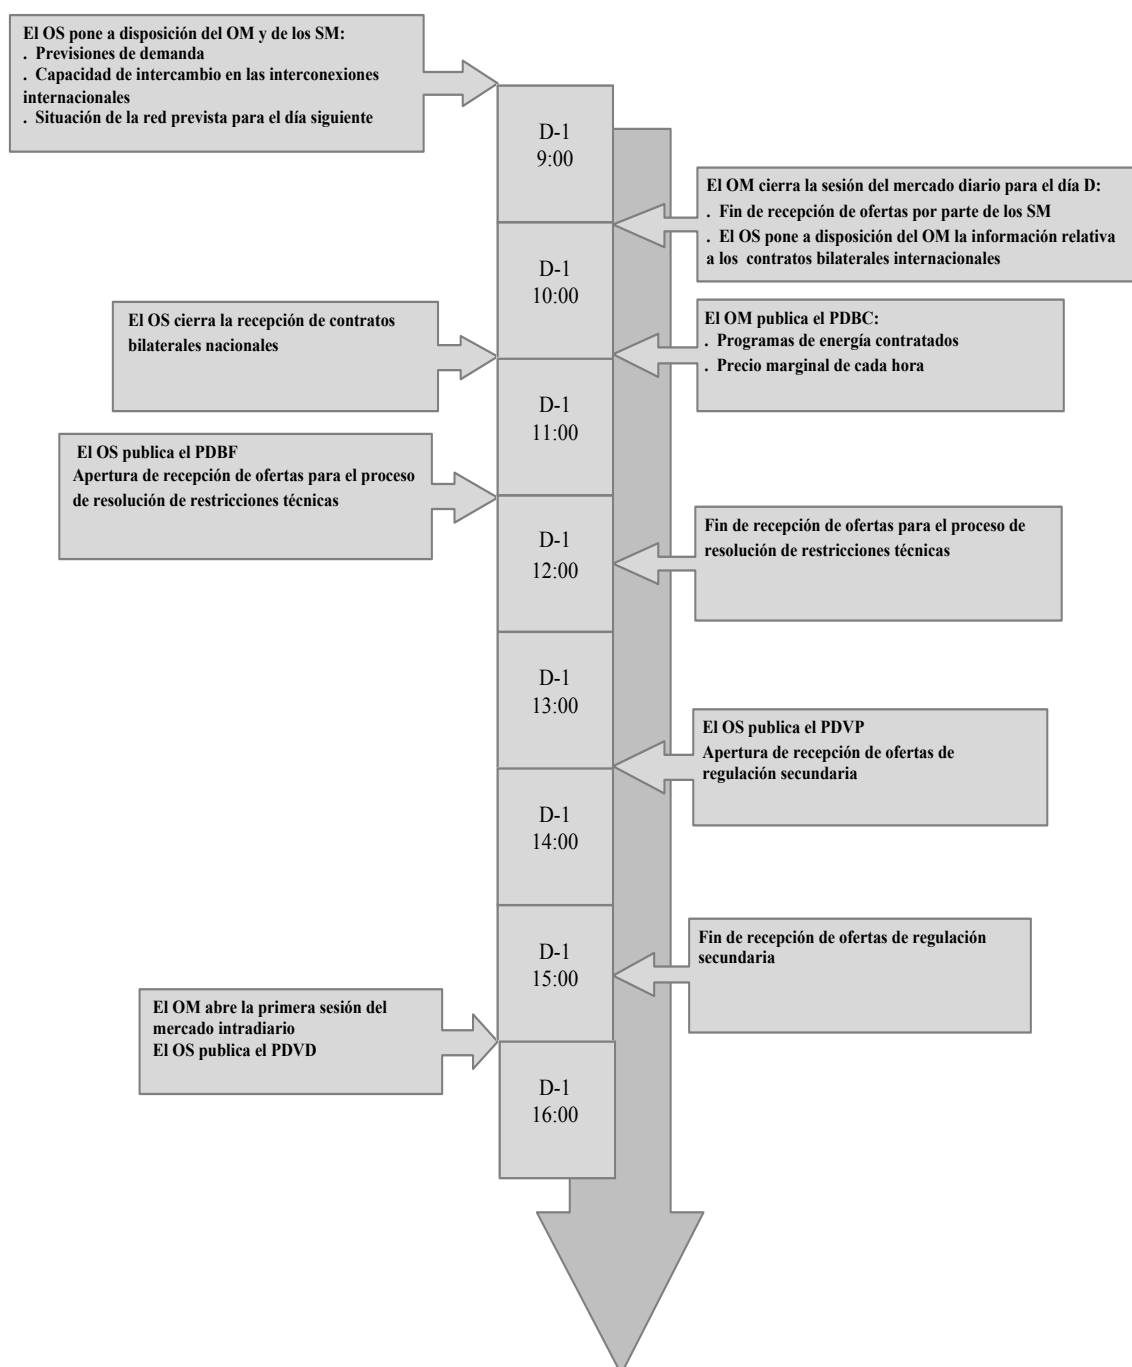 El OS pone a disposición del OM y de los SM:
. Previsiones de demanda
. Capacidad de intercambio en las interconexiones
internacionales
. Situación de la red prevista para el día siguiente
D-1
9:00
El OM cierra la sesión del mercado diario para el día D:
. Fin de recepción de ofertas por parte de los SM
. El OS pone a disposición del OM la información relativa
a los contratos bilaterales internacionales
D-1
10:00
El OS cierra la recepción de contratos
bilaterales nacionales
El OM publica el PDBC:
. Programas de energía contratados
. Precio marginal de cada hora
D-1
11:00
El OS publica el PDBF
Apertura de recepción de ofertas para el proceso
de resolución de restricciones técnicas
D-1
12:00
Fin de recepción de ofertas para el proceso de
resolución de restricciones técnicas
D-1
13:00
El OS publica el PDVP
Apertura de recepción de ofertas de
regulación secundaria
D-1
14:00
Fin de recepción de ofertas de regulación
secundaria
D-1
15:00
El OM abre la primera sesión del
mercado intradiario
El OS publica el PDVD
D-1
16:00